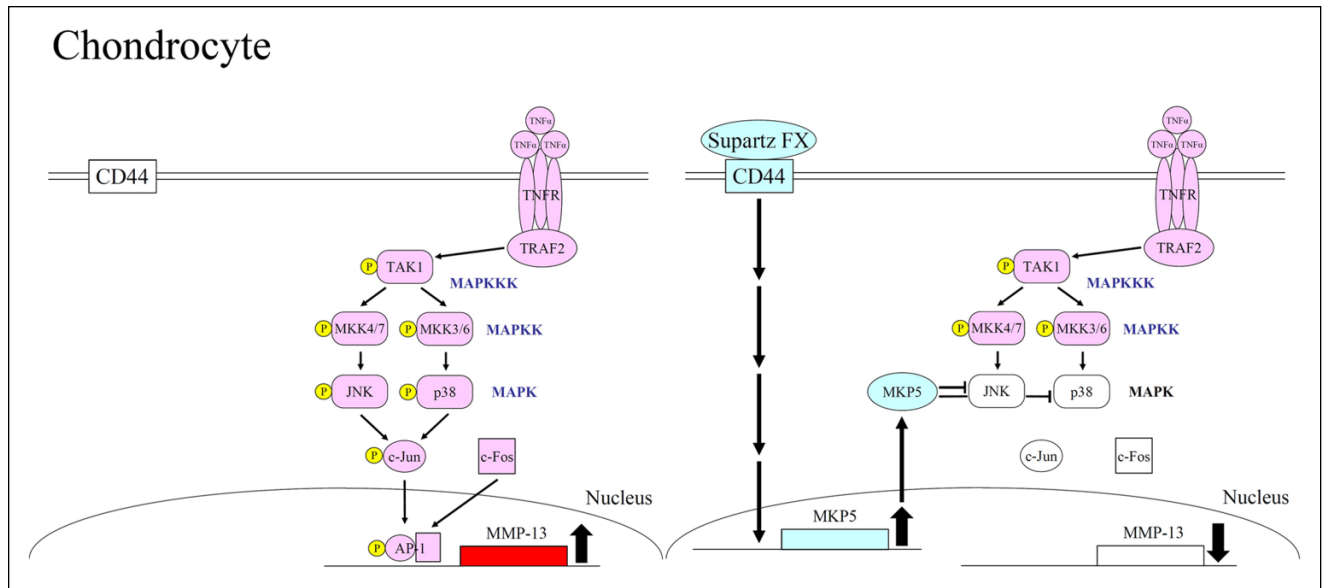 Chondrocyte
TNFα
TNFα TNFα
CD44
TNFR
TRAF2
P TAK1
MAPKKK
P MKK4/7 P MKK3/6 MAPKK
P JNK P p38 MAPK
P c-Jun c-Fos
Nucleus
MMP-13
P AP-1
TNFα
Supartz FX
TNFα TNFα
CD44
TNFR
TRAF2
P TAK1
MAPKKK
P MKK4/7 P MKK3/6 MAPKK
MKP5 JNK p38 MAPK
c-Jun c-Fos
Nucleus
MKP5
MMP-13